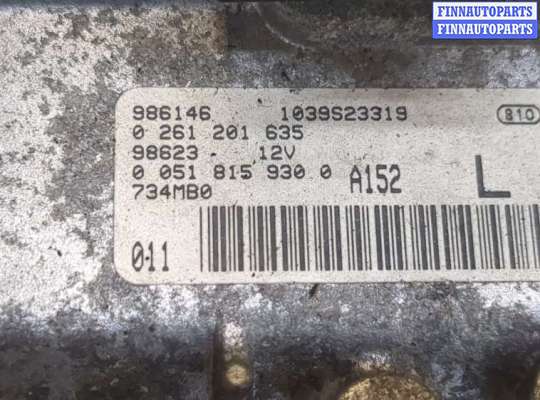 FINNAUTOPARTS
FINNAUTOPARTS
986146 1039S23319
810
0 261 201 635
98623 - 12V
0 051 815 930 0 A152 L
734MB0
011